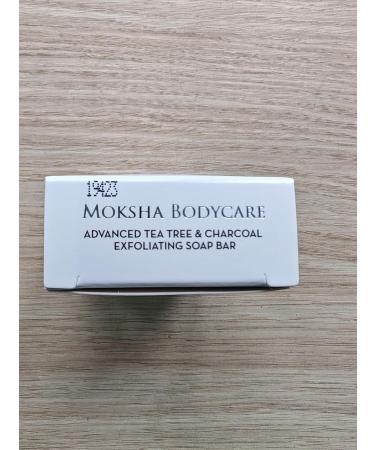 19423
MOKSHA BODYCARE
ADVANCED TEA TREE & CHARCOAL
EXFOLIATING SOAP BAR